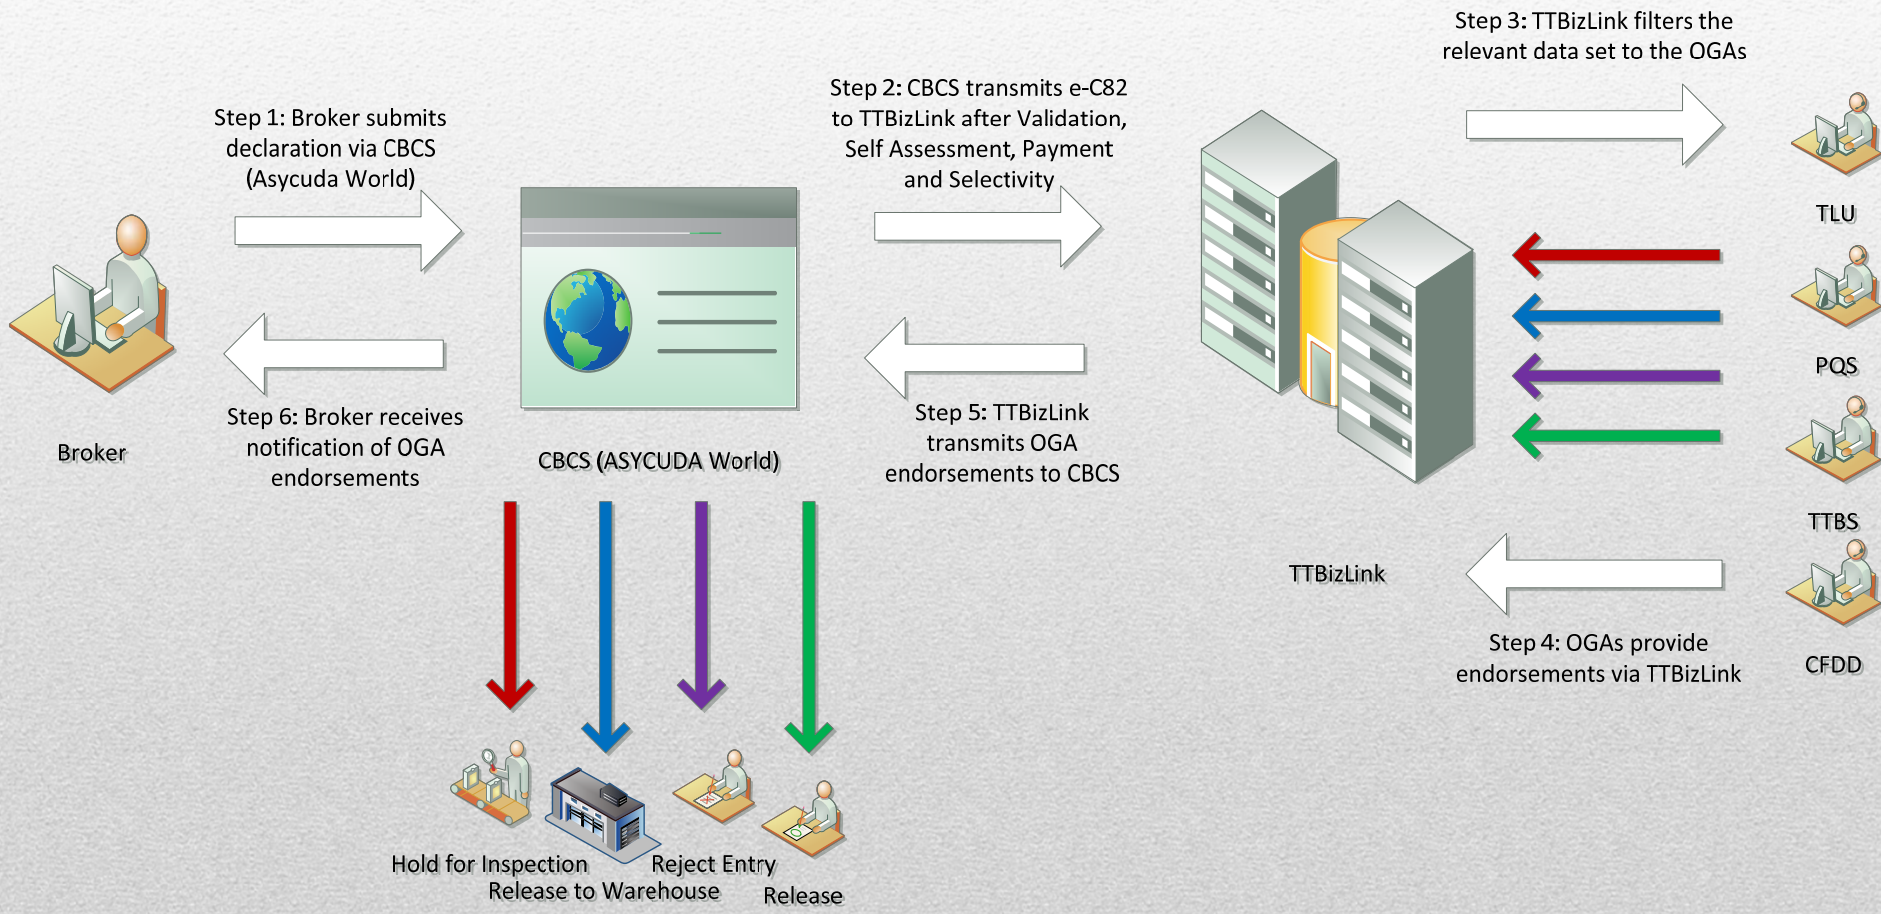 Step 3: TTBizLink filters the
relevant data set to the OGAs
Step 1: Broker submits
declaration via CBCS
(Asycuda World)
Step 2: CBCS transmits e-C82
to TTBizLink after Validation,
Self Assessment, Payment
and Selectivity
TLU
PQS
TTBS
CFDD
Step 6: Broker receives
notification of OGA
endorsements
Broker
CBCS (ASYCUDA World)
Step 5: TTBizLink
transmits OGA
endorsements to CBCS
TTBizLink
Step 4: OGAs provide
endorsements via TTBizLink
Hold for Inspection
Release to Warehouse
Reject Entry
Release